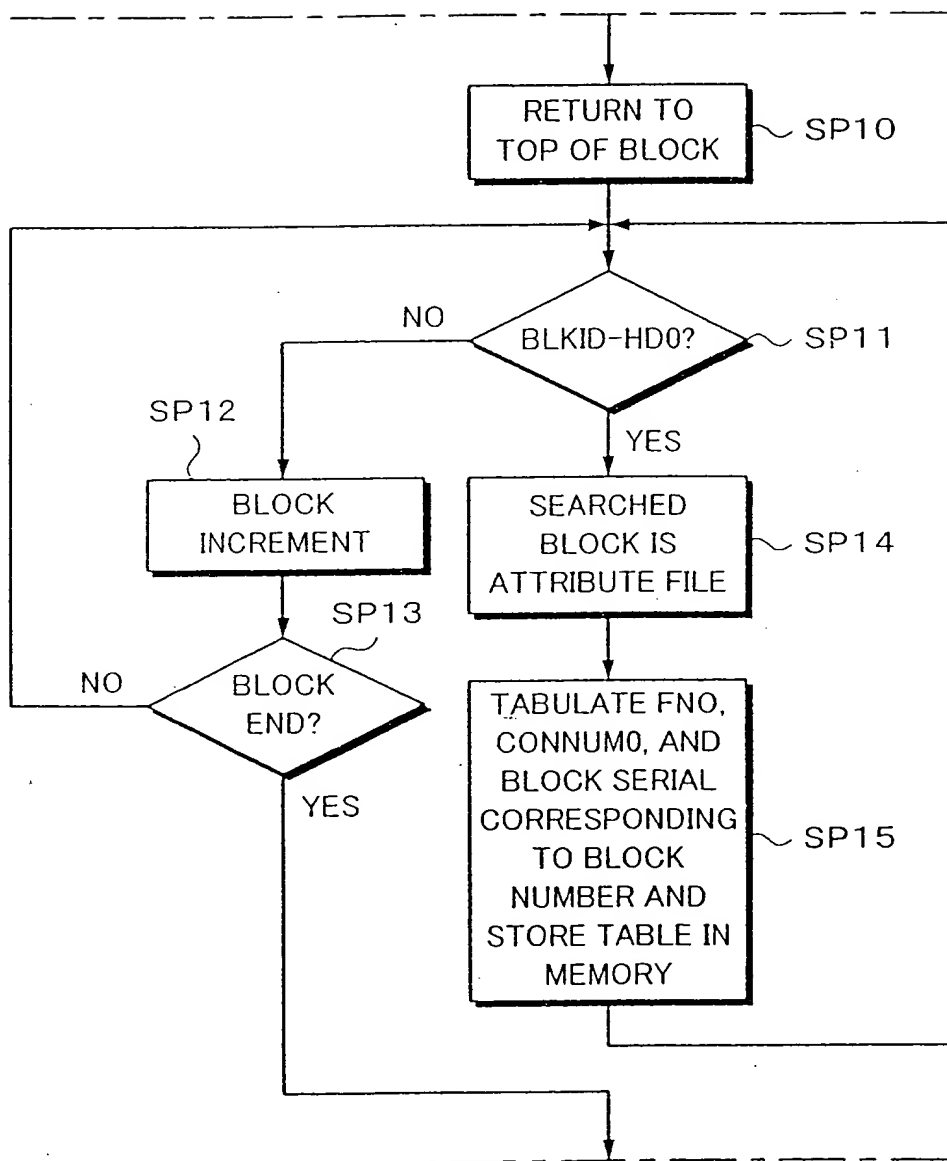 RETURN TO
TOP OF BLOCK
SP10
NO
BLKID-HD0?
SP11
YES
SP12
BLOCK
INCREMENT
SEARCHED
BLOCK IS
ATTRIBUTE FILE
SP14
SP13
NO
BLOCK
END?
YES
TABULATE FNO,
CONNUM0, AND
BLOCK SERIAL
CORRESPONDING
TO BLOCK
NUMBER AND
STORE TABLE IN
MEMORY
SP15